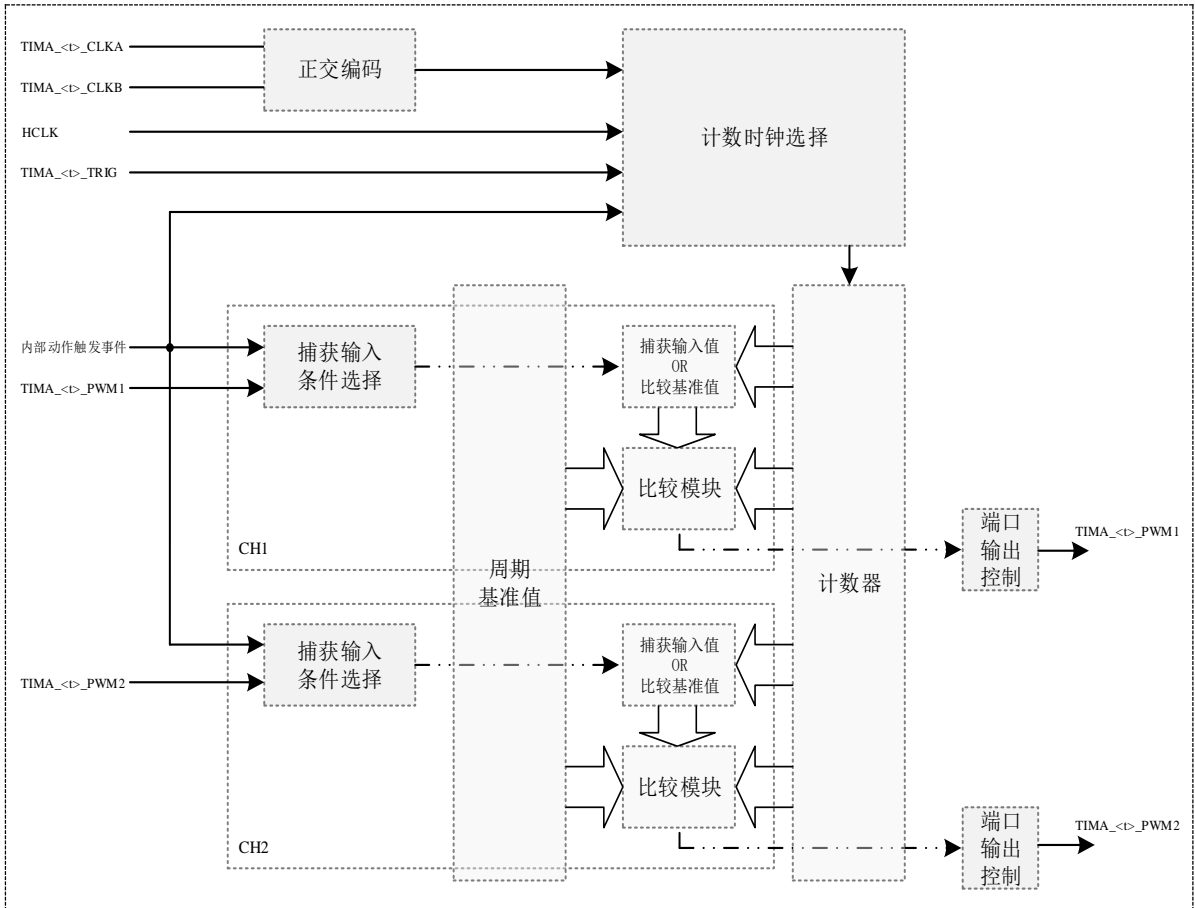 TIMA_<t>_CLKA
TIMA_<t>_CLKB
正交编码
HCLK
TIMA_<t>_TRIG
计数时钟选择
内部动作触发事件
TIMA_<t>_PWM1
捕获输入
条件选择
捕获输入值
OR
比较基准值
比较模块
CH1
周期
基准值
计数器
端口
输出
控制
TIMA_<t>_PWM1
TIMA_<t>_PWM2
捕获输入
条件选择
捕获输入值
OR
比较基准值
比较模块
CH2
端口
输出
控制
TIMA_<t>_PWM2